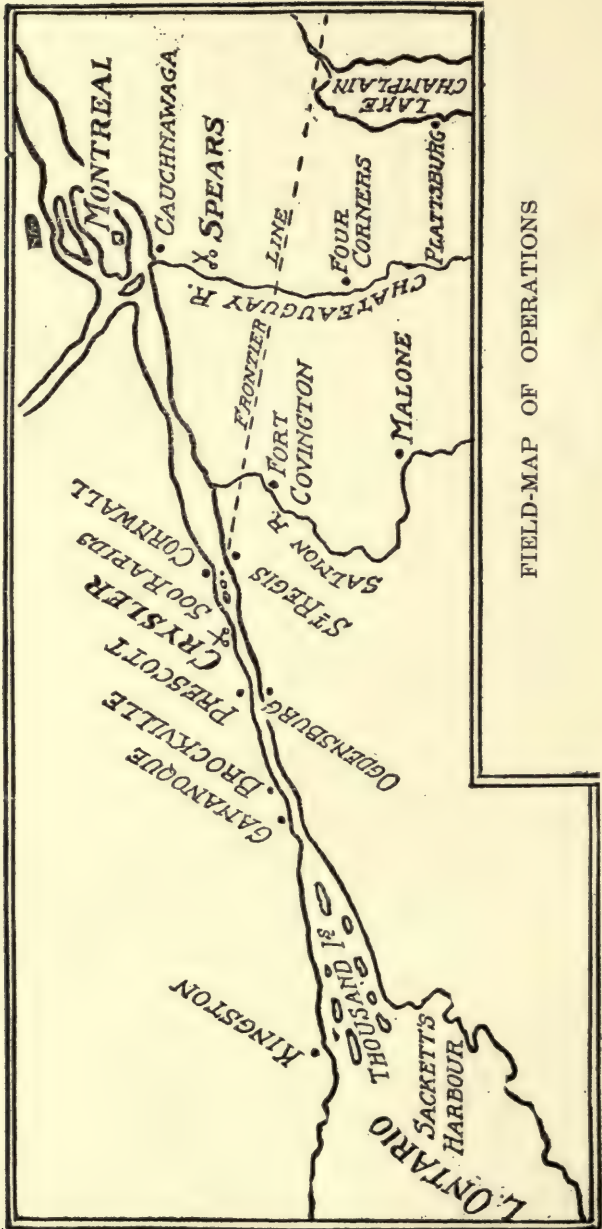 MONTREAL
CAUCHNAWAGA
SPEARS
LAKE
CHAMPLAIN
FRONTIER LINE
FOUR
CORNERS
PLATTSBURG
CHATEAUGUAY R.
FORT
COVINGTON
MALONE
SALMON R.
ST REGIS
CORNWALL
SOO RAPIDS
CRYSLER
PRESCOTT
BROCKVILLE
GANANOQUE
OGDENSBURG
KINGSTON
THOUSAND Is
SACKETT'S
HARBOUR
L. ONTARIO
FIELD-MAP OF OPERATIONS